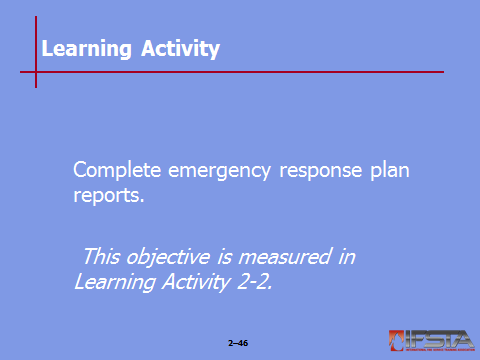 Learning Activity
Complete emergency response plan
reports.
This objective is measured in
Learning Activity 2-2.
2–46
IFSTA